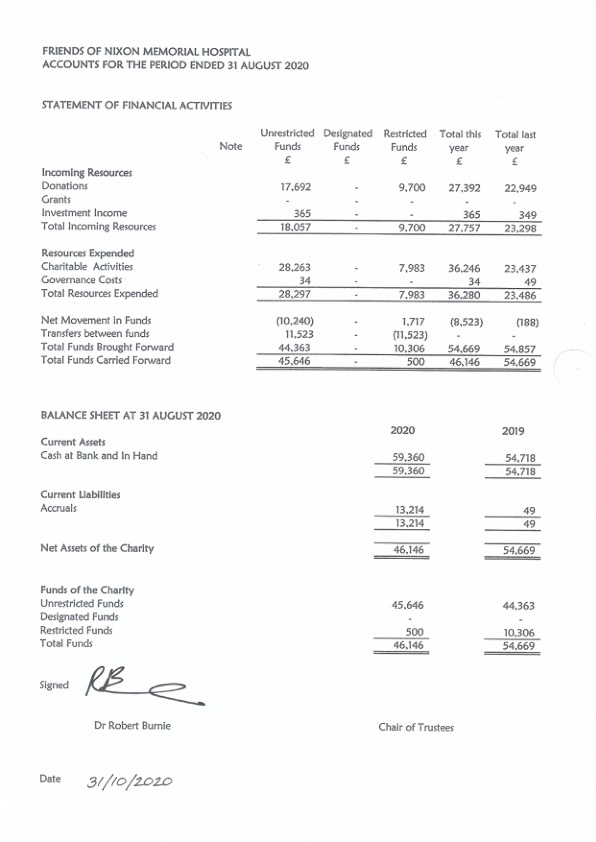 FRIENDS OF NIXON MEMORIAL HOSPITAL
ACCOUNTS FOR THE PERIOD ENDED 31 AUGUST 2020
STATEMENT OF FINANCIAL ACTIVITIES
Unrestricted Designated Restricted Total this Total last
Note Funds Funds Funds year year
£ £ £ £ £
Incoming Resources
Donations 17,692 - 9,700 27,392 22,949
Grants - - - - -
Investment Income 365 - - 365 349
Total Incoming Resources 18,057 - 9,700 27,757 23,298
Resources Expended
Charitable Activities 28,263 - 7,983 36,246 23,437
Governance Costs 34 - - 34 49
Total Resources Expended 28,297 - 7,983 36,280 23,486
Net Movement in Funds (10,240) - 1,717 (8,523) (188)
Transfers between funds 11,523 (11,523) - -
Total Funds Brought Forward 44,363 - 10,306 54,669 54,857
Total Funds Carried Forward 45,646 - 500 46,146 54,669
BALANCE SHEET AT 31 AUGUST 2020
2020 2019
Current Assets
Cash at Bank and In Hand 59,360 54,718
59,360 54,718
Current Liabilities
Accruals 13,214 49
13,214 49
Net Assets of the Charity 46,146 54,669
Funds of the Charity
Unrestricted Funds 45,646 44,363
Designated Funds - -
Restricted Funds 500 10,306
Total Funds 46,146 54,669
Signed RB
Dr Robert Burnie Chair of Trustees
Date 31/10/2020